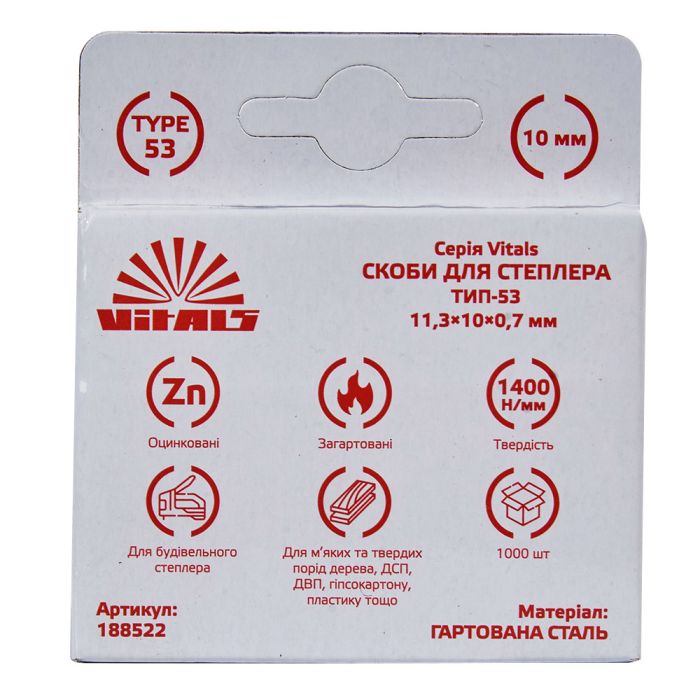 TYPE
53
10 мм
Серія Vitals
СКОБИ ДЛЯ СТЕПЛЕРА
ТИП-53
11,3×10×0,7 мм
VITALS
Zn
1400
Н/мм
Оцинковані
Загартовані
Твердість
Для будівельного
степлера
Для м'яких та твердих
порід дерева, ДСП,
ДВП, гіпсокартону,
пластику тощо
1000 шт
Артикул:
188522
Матеріал:
ГАРТОВАНА СТАЛЬ